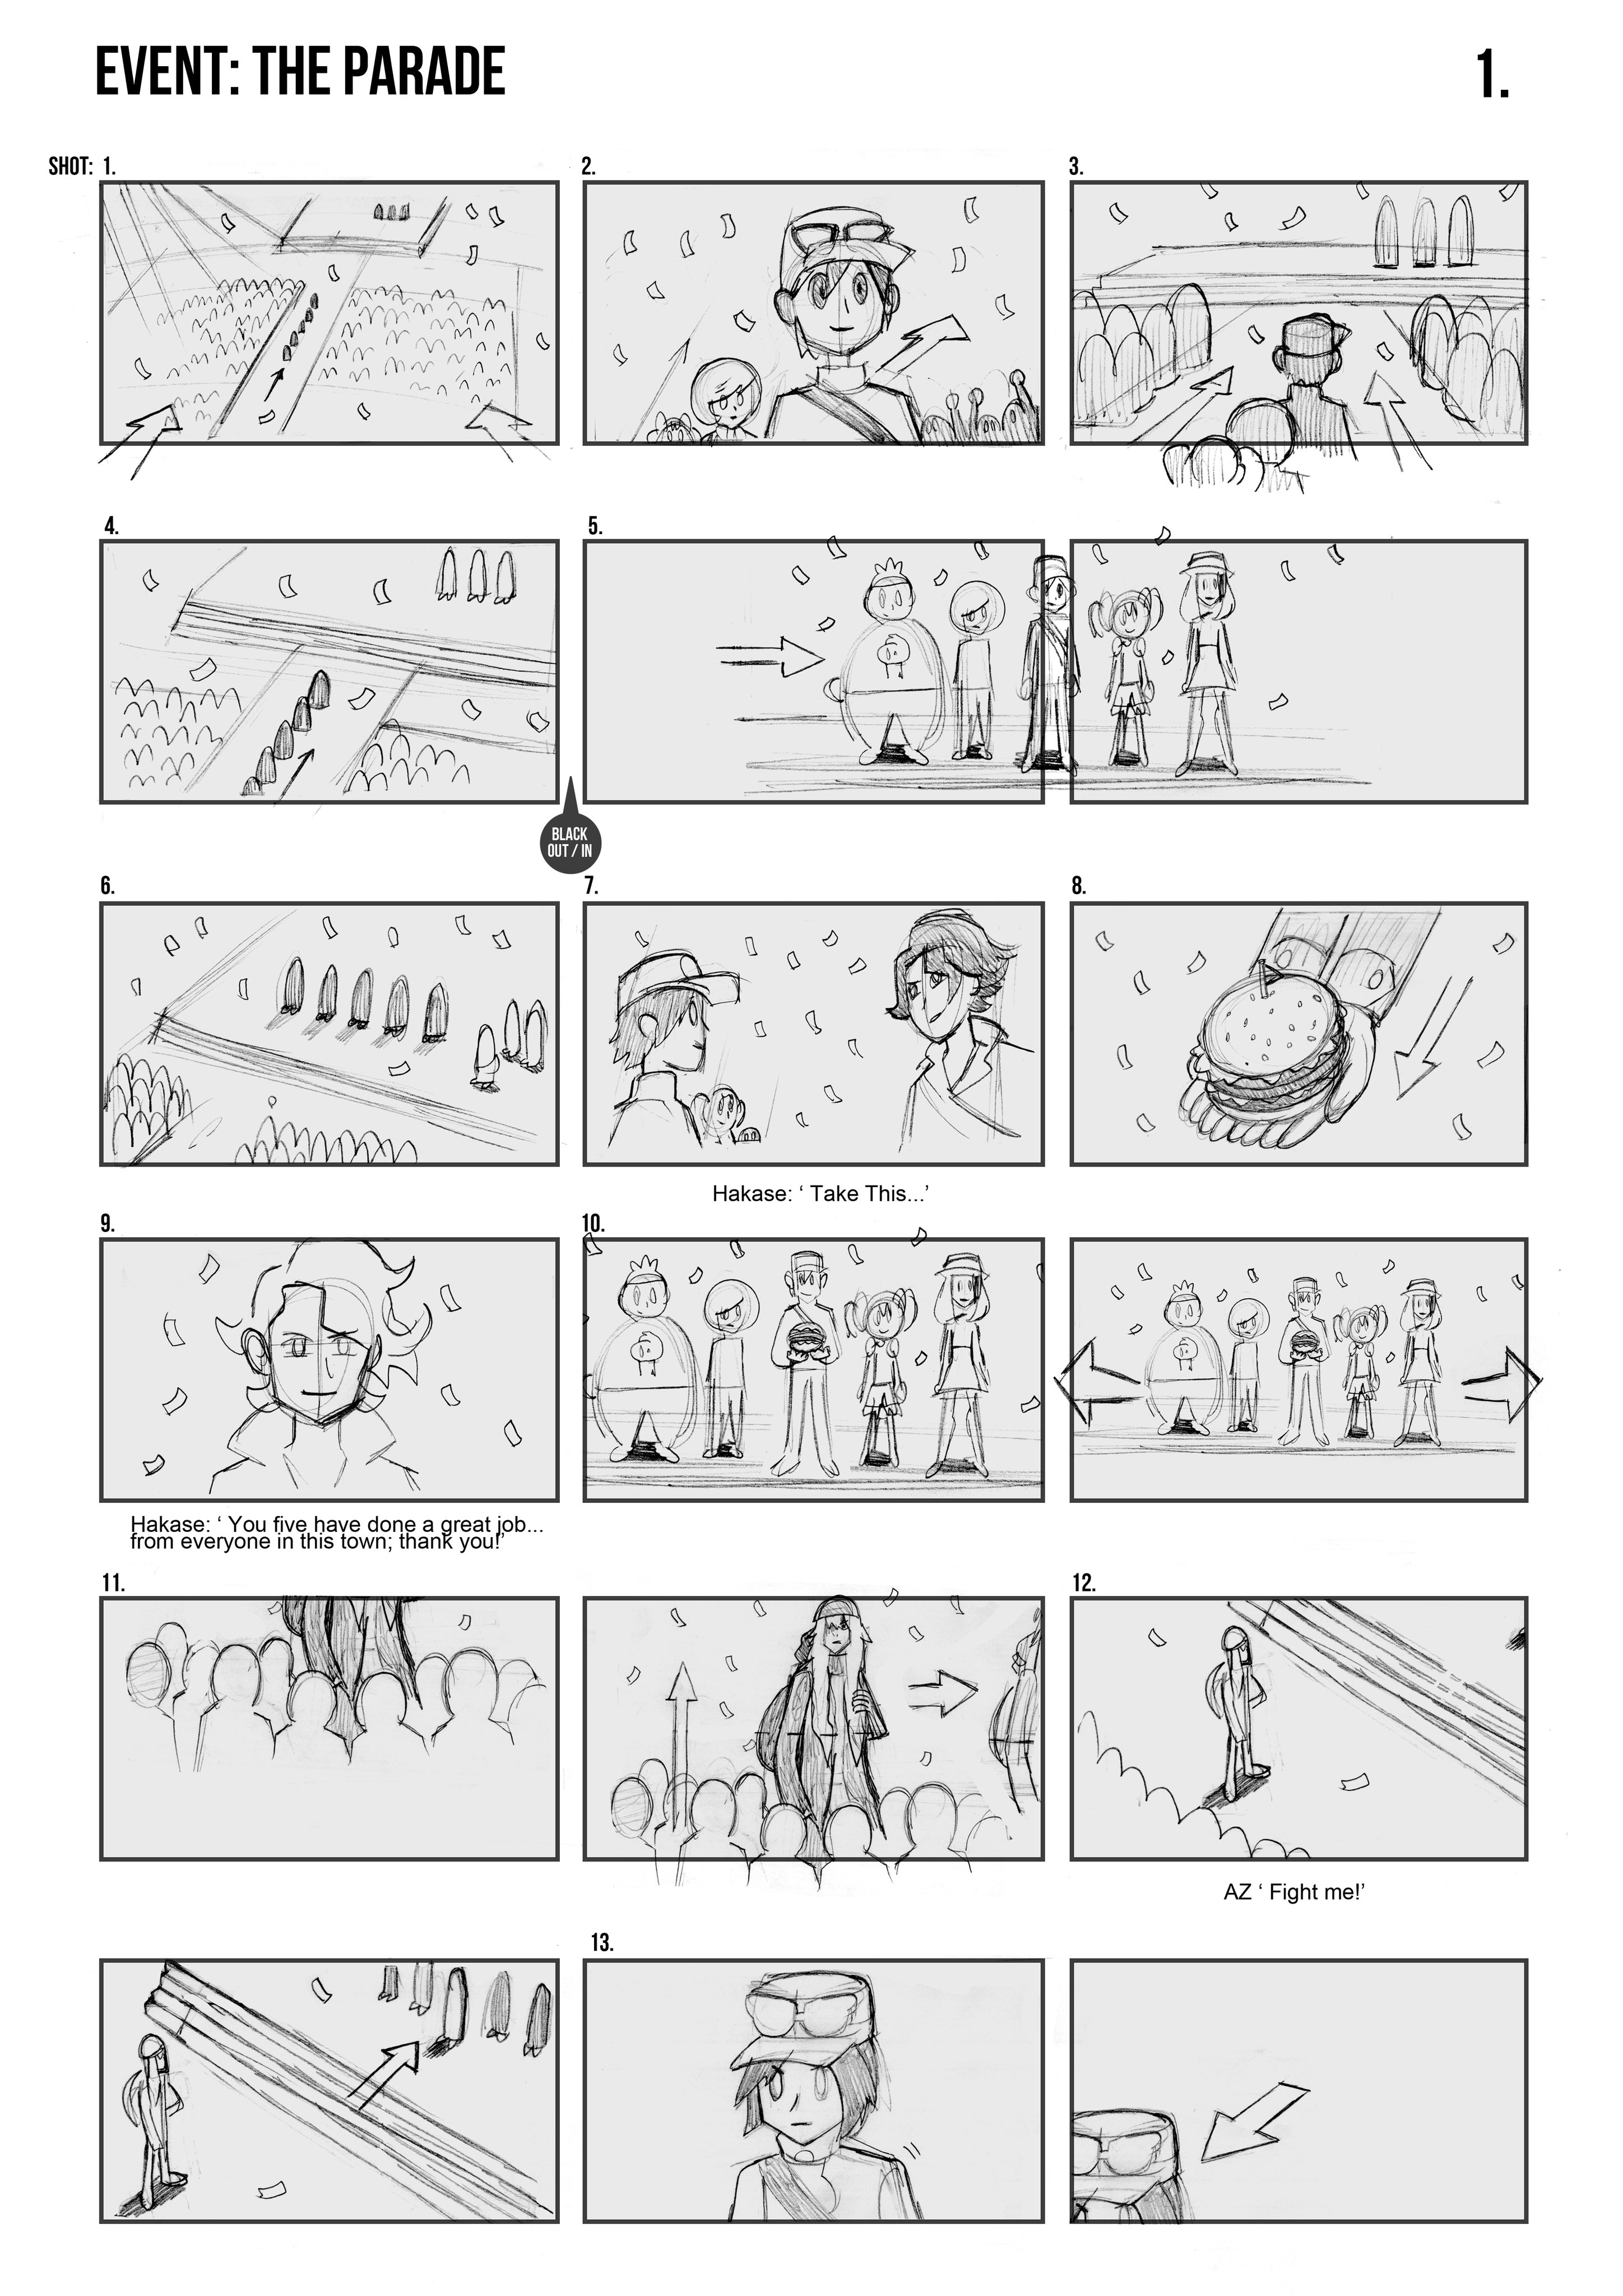 EVENT: THE PARADE
1.
SHOT: 1.
2.
3.
4.
5.
BLACK
OUT / IN
6.
7.
8.
Hakase: ‘ Take This...’
9.
10.
Hakase: ‘ You five have done a great job...
from everyone in this town; thank you!’
11.
12.
AZ ‘ Fight me!’
13.